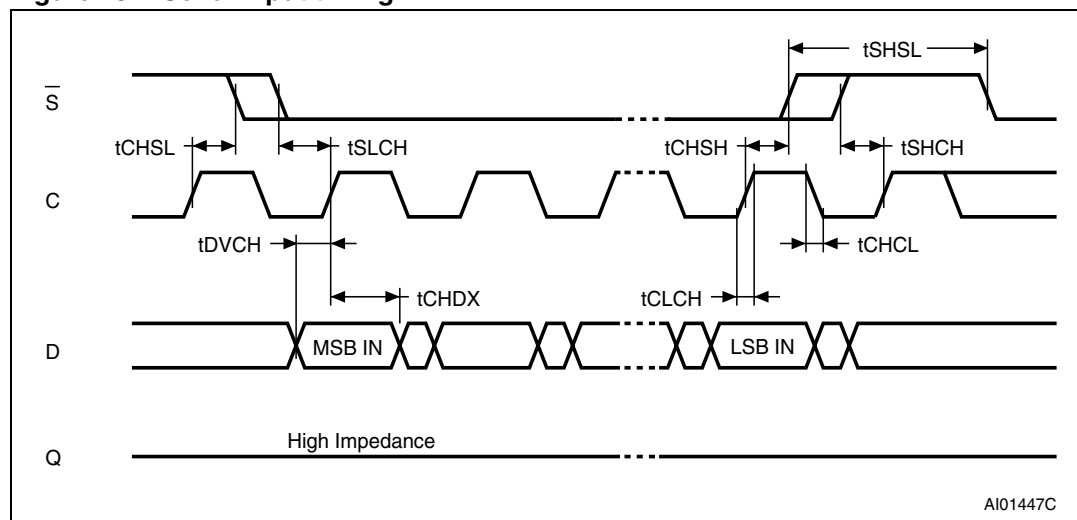 tSHSL
S
tCHSL
tSLCH
tCHSH
tSHCH
C
tDVCH
tCHCL
tCHDX
tCLCH
D
MSB IN
LSB IN
High Impedance
Q
AI01447C